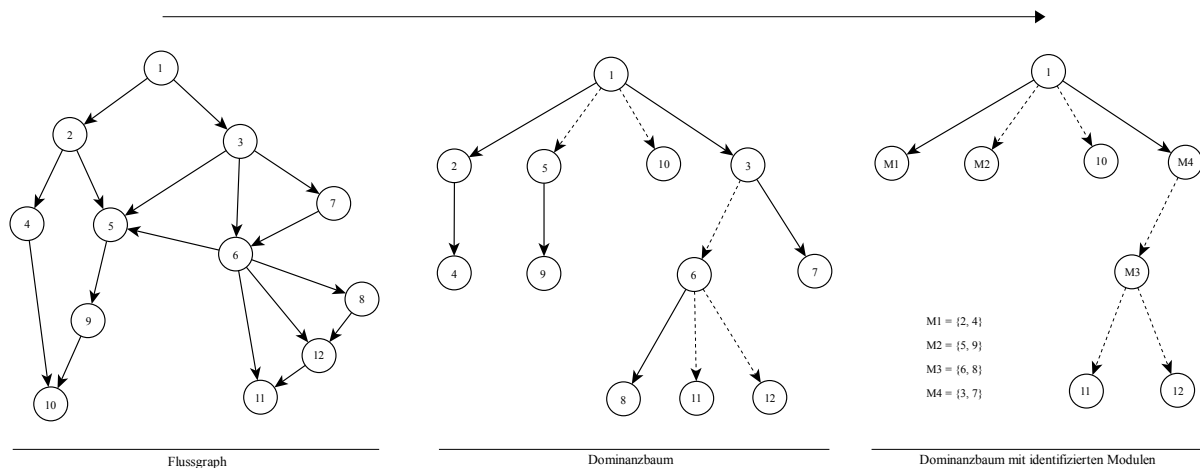 1
2
3
4
5
6
7
8
9
10
11
12
Flussgraph
1
2
5
10
3
4
9
6
7
8
11
12
Dominanzbaum
1
M1
M2
10
M4
M3
11
12
M1 = {2, 4}
M2 = {5, 9}
M3 = {6, 8}
M4 = {3, 7}
Dominanzbaum mit identifizierten Modulen